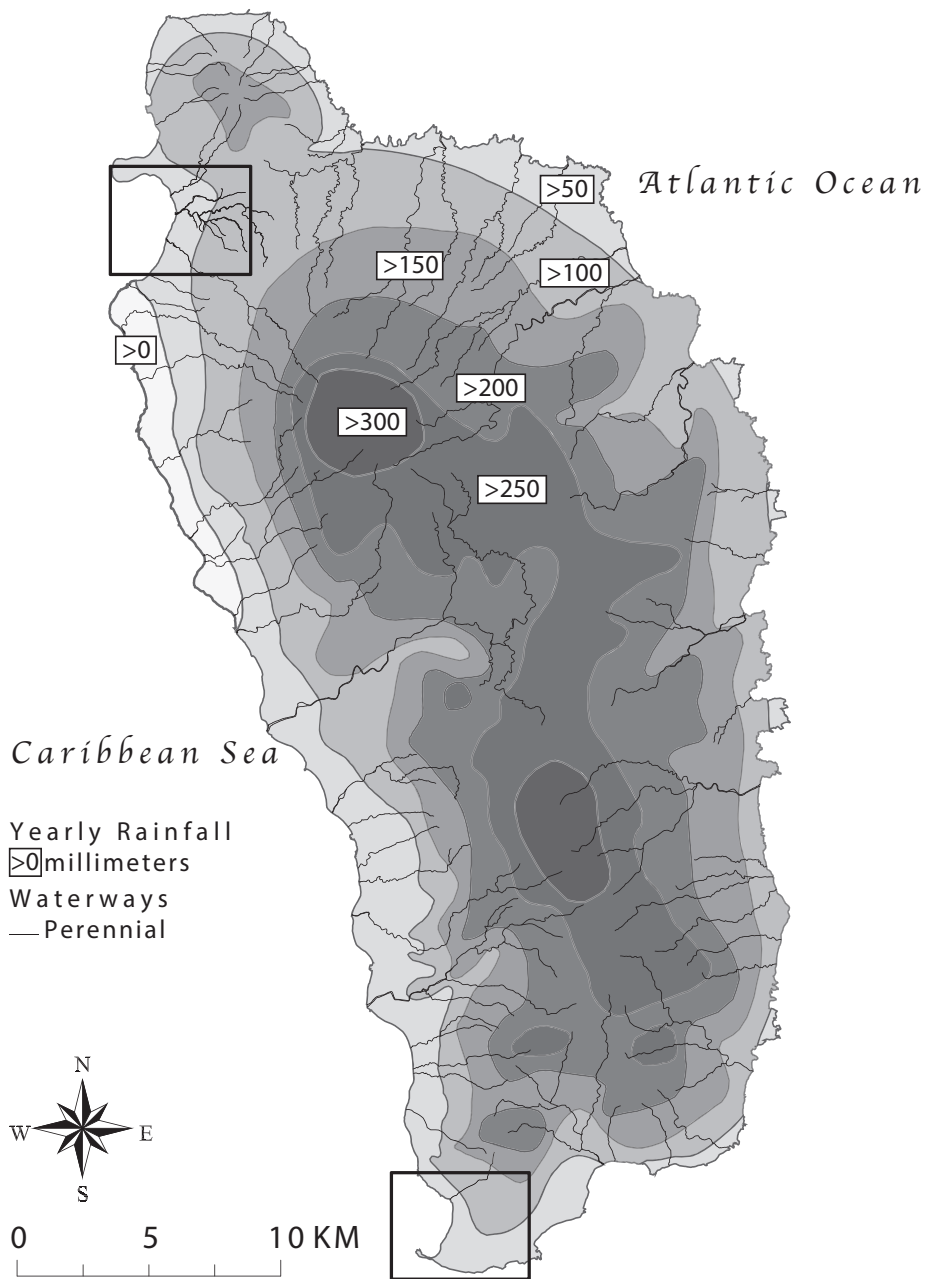 >50
Atlantic Ocean
>150
>100
>0
>200
>300
>250
Caribbean Sea
Yearly Rainfall
>0 millimeters
Waterways
Perennial
N
W E
S
0 5 10 KM